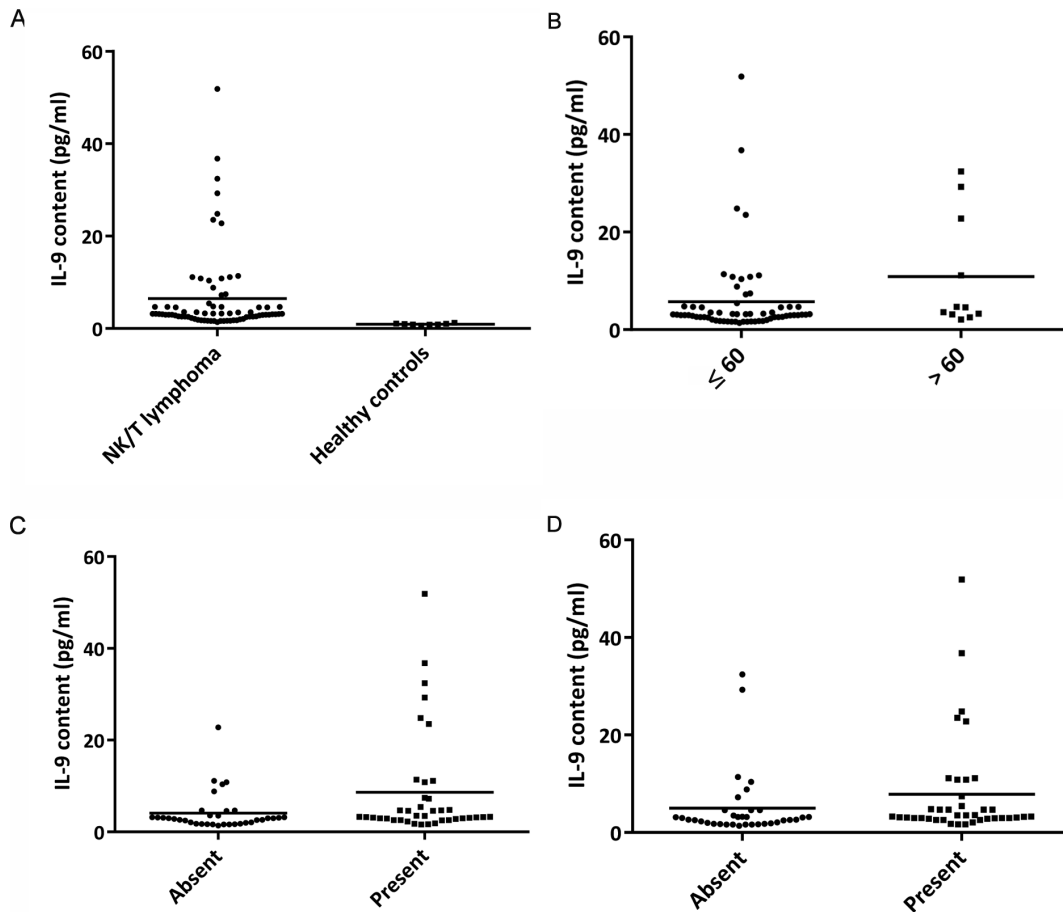 A
IL-9 content (pg/ml)
60
40
20
0
NK/T lymphoma
Healthy controls
B
IL-9 content (pg/ml)
60
40
20
0
≤ 60
> 60
C
IL-9 content (pg/ml)
60
40
20
0
Absent
Present
D
IL-9 content (pg/ml)
60
40
20
0
Absent
Present